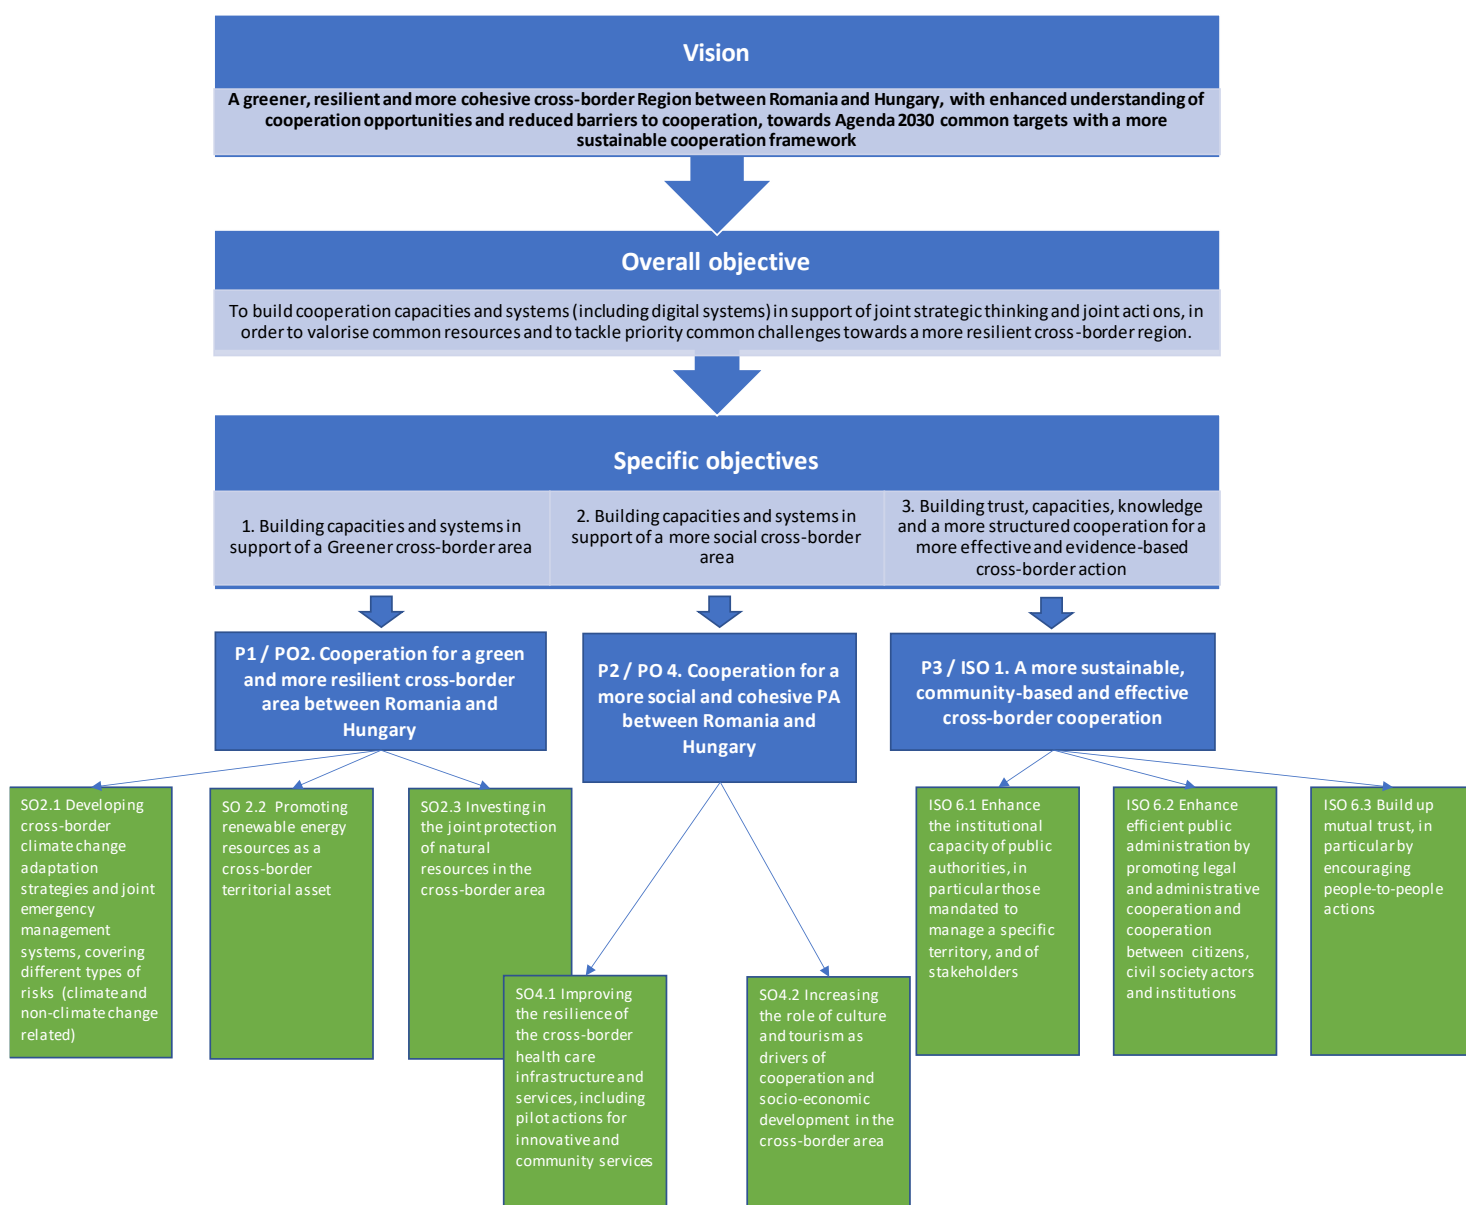 Vision
A greener, resilient and more cohesive cross-border Region between Romania and Hungary, with enhanced understanding of
cooperation opportunities and reduced barriers to cooperation, towards Agenda 2030 common targets with a more
sustainable cooperation framework
Overall objective
To build cooperation capacities and systems (including digital systems) in support of joint strategic thinking and joint actions, in
order to valorise common resources and to tackle priority common challenges towards a more resilient cross-border region.
Specific objectives
1. Building capacities and systems in
support of a Greener cross-border area
2. Building capacities and systems in
support of a more social cross-border
area
3. Building trust, capacities, knowledge
and a more structured cooperation for a
more effective and evidence-based
cross-border action
P1 / PO2. Cooperation for a green
and more resilient cross-border
area between Romania and
Hungary
P2 / PO 4. Cooperation for a
more social and cohesive PA
between Romania and
Hungary
P3 / ISO 1. A more sustainable,
community-based and effective
cross-border cooperation
SO2.1 Developing
cross-border
climate change
adaptation
strategies and joint
emergency
management
systems, covering
different types of
risks (climate and
non-climate change
related)
SO 2.2 Promoting
renewable energy
resources as a
cross-border
territorial asset
SO2.3 Investing in
the joint protection
of natural
resources in the
cross-border area
SO4.1 Improving
the resilience of
the cross-border
health care
infrastructure and
services, including
pilot actions for
innovative and
community services
SO4.2 Increasing
the role of culture
and tourism as
drivers of
cooperation and
socio-economic
development in the
cross-border area
ISO 6.1 Enhance
the institutional
capacity of public
authorities, in
particular those
mandated to
manage a specific
territory, and of
stakeholders
ISO 6.2 Enhance
efficient public
administration by
promoting legal
and administrative
cooperation and
cooperation
between citizens,
civil society actors
and institutions
ISO 6.3 Build up
mutual trust, in
particular by
encouraging
people-to-people
actions